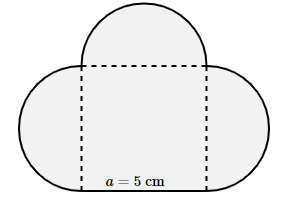 a = 5 cm